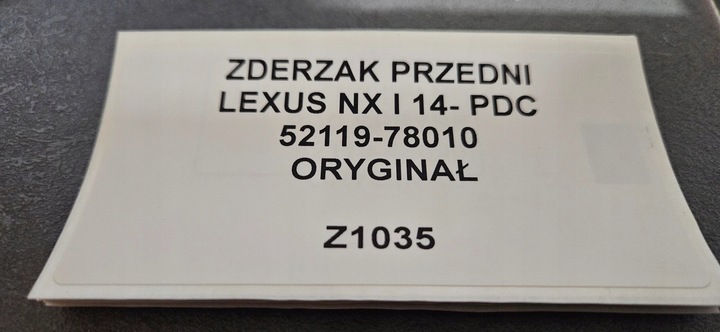 ZDERZAK PRZEDNI
LEXUS NX I 14- PDC
52119-78010
ORYGINAŁ
Z1035